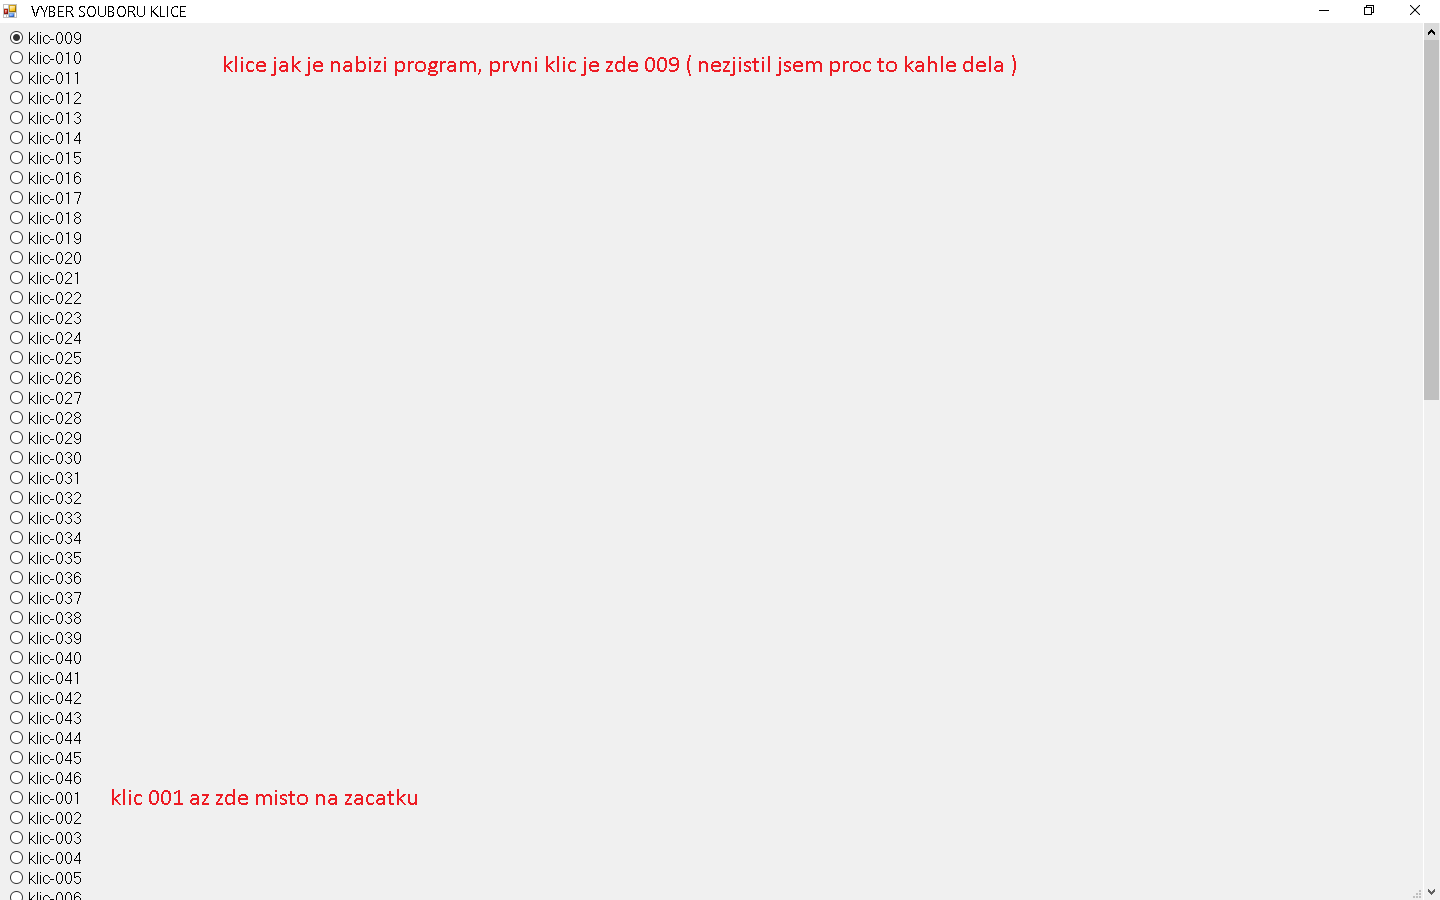 VYBER SOUBORU KLICE
klic-009
klice jak je nabizi program, prvni klic je zde 009 ( nezjistil jsem proc to kahle dela )
klic-010
klic-011
klic-012
klic-013
klic-014
klic-015
klic-016
klic-017
klic-018
klic-019
klic-020
klic-021
klic-022
klic-023
klic-024
klic-025
klic-026
klic-027
klic-028
klic-029
klic-030
klic-031
klic-032
klic-033
klic-034
klic-035
klic-036
klic-037
klic-038
klic-039
klic-040
klic-041
klic-042
klic-043
klic-044
klic-045
klic-046
klic-001
klic 001 az zde misto na zacatku
klic-002
klic-003
klic-004
klic-005
klic-006